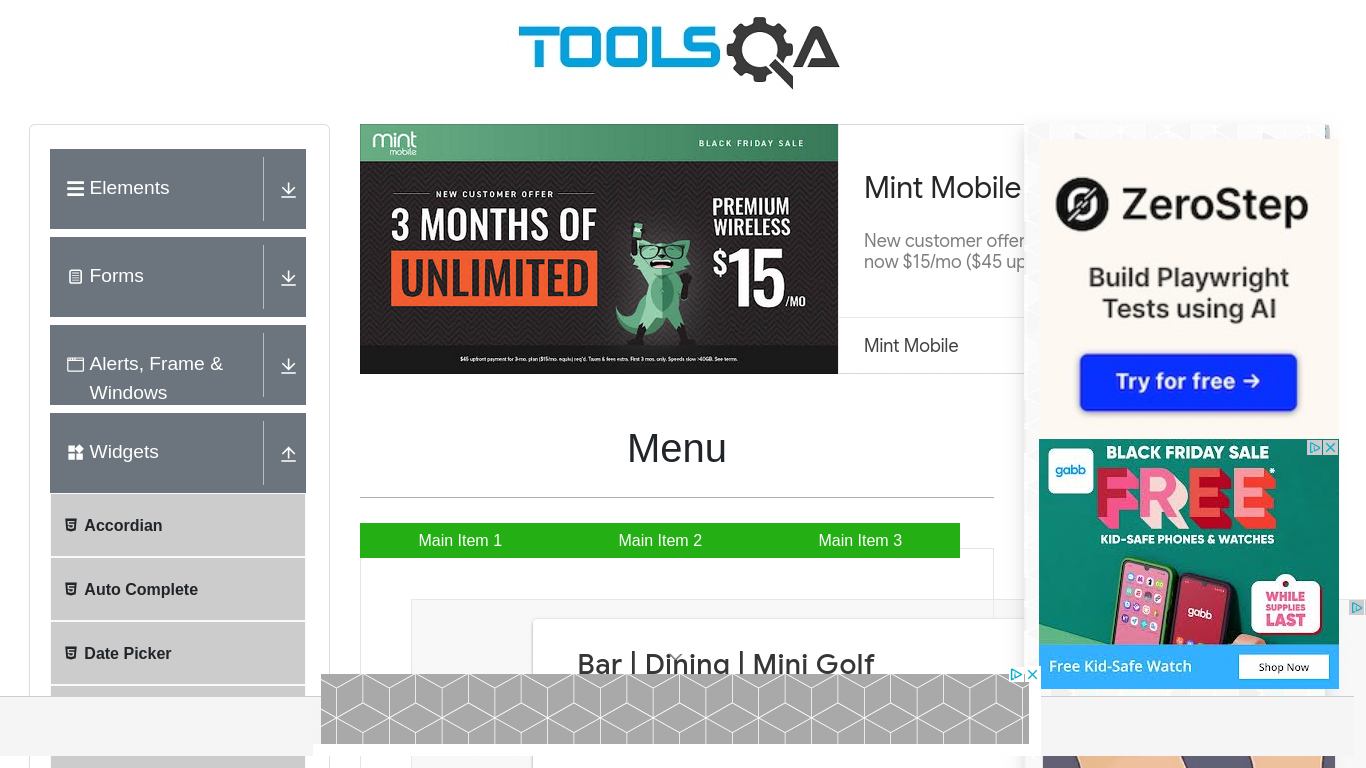 TOOLSQA
Elements
Forms
Alerts, Frame &
Windows
Widgets
Accordian
Auto Complete
Date Picker
mint
mobile
BLACK FRIDAY SALE
NEW CUSTOMER OFFER
3 MONTHS OF
UNLIMITED
PREMIUM
WIRELESS
$15/MO
$45 upfront payment for 3-mo. plan ($15/mo. equiv.) req'd. Taxes & fees extra. First 3 mos. only. Speeds slow >40GB. See terms.
Mint Mobile
New customer offer
now $15/mo ($45 up
Mint Mobile
Menu
Main Item 1
Main Item 2
Main Item 3
Bar | Dining | Mini Golf
ZeroStep
Build Playwright
Tests using AI
Try for free →
gabb
BLACK FRIDAY SALE
FREE*
KID-SAFE PHONES & WATCHES
gabb
WHILE
SUPPLIES
LAST
Free Kid-Safe Watch
Shop Now